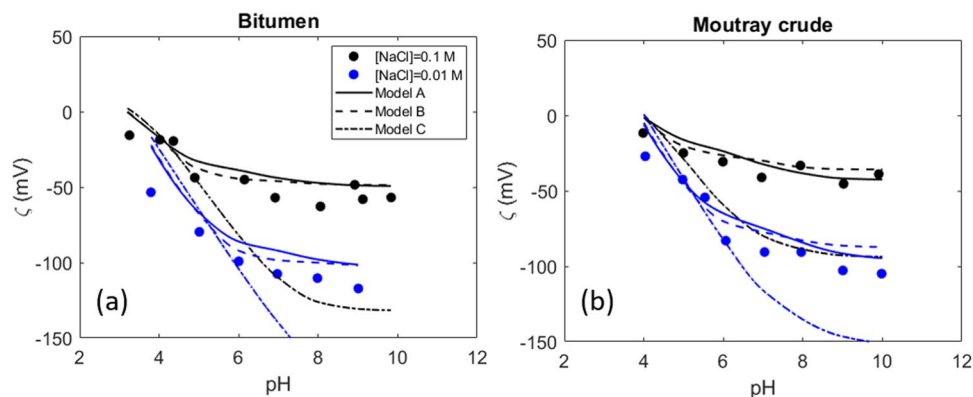 Bitumen
50
0
-50
-100
-150
ζ (mV)
2
4
6
8
10
12
pH
(a)
[NaCl]=0.1 M
[NaCl]=0.01 M
Model A
Model B
Model C
Moutray crude
50
0
-50
-100
-150
ζ (mV)
2
4
6
8
10
12
pH
(b)